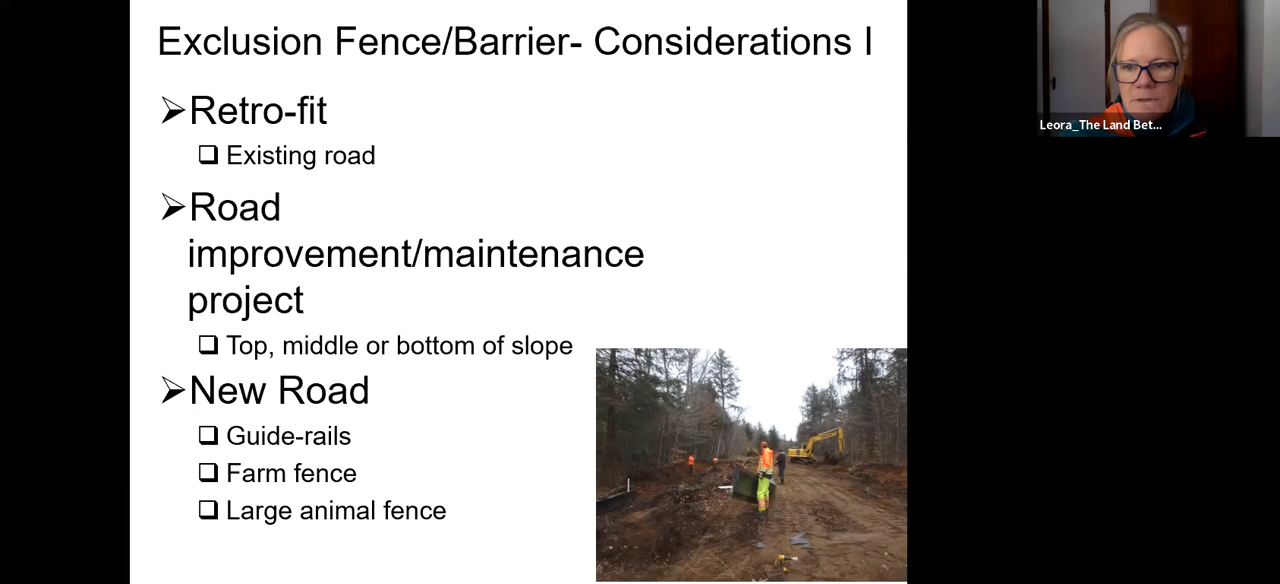 Exclusion Fence/Barrier- Considerations I
Retro-fit
Existing road
Road
improvement/maintenance
project
Top, middle or bottom of slope
New Road
Guide-rails
Farm fence
Large animal fence
Leora_The Land Bet...